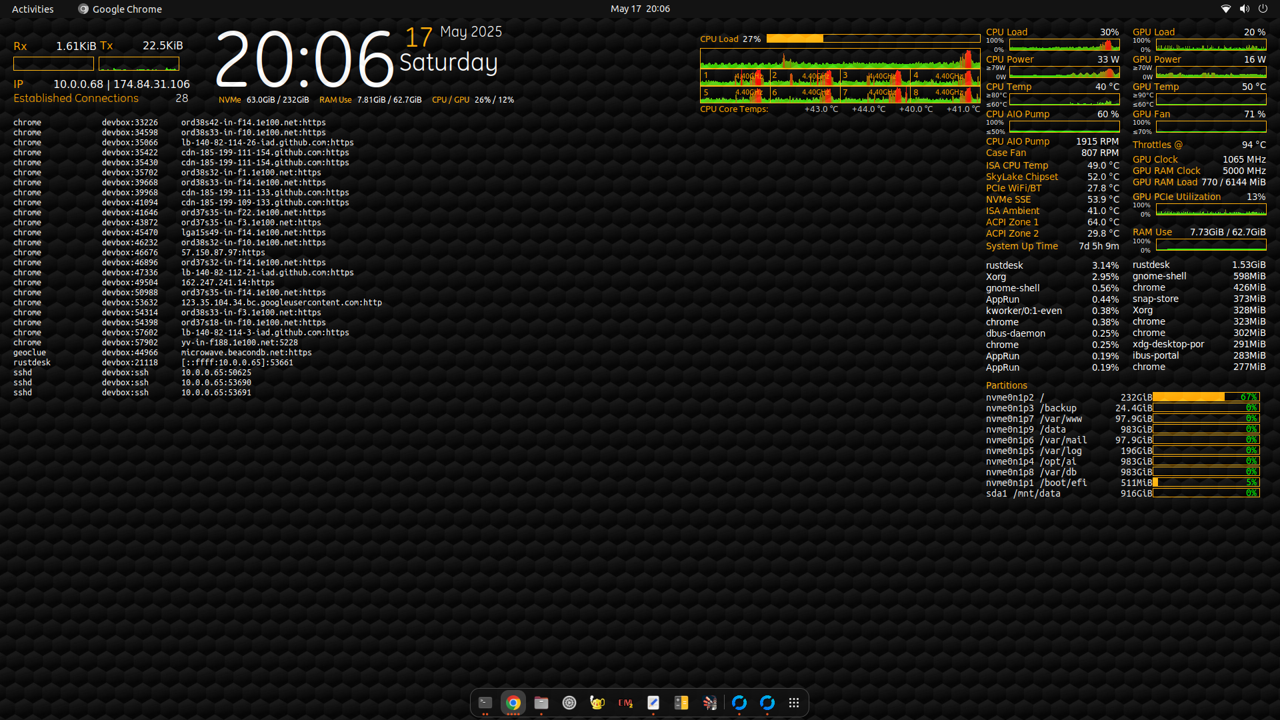 Activities Google Chrome May 17 20:06
Rx 1.61KiB Tx 22.5KiB
IP 10.0.0.68 | 174.84.31.106
Established Connections 28
20:06 17 May 2025
Saturday
NVMe 63.0GiB / 232GiB RAM Use 7.81GiB / 62.7GiB CPU / GPU 26% / 12%
chrome devbox:33226 ord38s42-in-f14.1e100.net:https
chrome devbox:34598 ord38s33-in-f10.1e100.net:https
chrome devbox:35066 lb-140-82-114-26-iad.github.com:https
chrome devbox:35422 cdn-185-199-111-154.github.com:https
chrome devbox:35430 cdn-185-199-111-154.github.com:https
chrome devbox:35702 ord38s32-in-f1.1e100.net:https
chrome devbox:39668 ord38s33-in-f14.1e100.net:https
chrome devbox:39968 cdn-185-199-111-133.github.com:https
chrome devbox:41094 cdn-185-199-109-133.github.com:https
chrome devbox:41646 ord37s35-in-f22.1e100.net:https
chrome devbox:43872 ord37s35-in-f3.1e100.net:https
chrome devbox:45470 lga15s49-in-f14.1e100.net:https
chrome devbox:46232 ord38s32-in-f10.1e100.net:https
chrome devbox:46676 57.150.87.97:https
chrome devbox:46896 ord37s32-in-f14.1e100.net:https
chrome devbox:47336 lb-140-82-112-21-iad.github.com:https
chrome devbox:49504 162.247.241.14:https
chrome devbox:50988 ord37s35-in-f14.1e100.net:https
chrome devbox:53632 123.35.104.34.bc.googleusercontent.com:http
chrome devbox:54314 ord38s33-in-f3.1e100.net:https
chrome devbox:54398 ord37s18-in-f10.1e100.net:https
chrome devbox:57602 lb-140-82-114-3-iad.github.com:https
chrome devbox:57902 yv-in-f188.1e100.net:5228
geoclue devbox:44966 microwave.beacondb.net:https
rustdesk devbox:21118 [::ffff:10.0.0.65]:53661
sshd devbox:ssh 10.0.0.65:50625
sshd devbox:ssh 10.0.0.65:53690
sshd devbox:ssh 10.0.0.65:53691
CPU Load 27%
1 4.40GHz 2 4.40GHz 3 4.40GHz 4 4.40GHz
5 4.40GHz 6 4.40GHz 7 4.40GHz 8 4.40GHz
CPU Core Temps: +43.0 °C +44.0 °C +40.0 °C +41.0 °C
CPU Load 30%
100%
0%
CPU Power 33 W
≥79W
≤7W
CPU Temp 40 °C
≥80°C
≤60°C
CPU AIO Pump 60 %
100%
≤50%
CPU AIO Pump 1915 RPM
Case Fan 807 RPM
ISA CPU Temp 49.0 °C
SkyLake Chipset 52.0 °C
PCIe WiFi/BT 27.8 °C
NVMe SSE 53.9 °C
ISA Ambient 41.0 °C
ACPI Zone 1 64.0 °C
ACPI Zone 2 29.8 °C
System Up Time 7d 5h 9m
GPU Load 20 %
100%
0%
GPU Power 16 W
≥70W
≤7W
GPU Temp 50 °C
≥90°C
≤60°C
GPU Fan 71 %
100%
≤70%
Throttles @ 94 °C
GPU Clock 1065 MHz
GPU RAM Clock 5000 MHz
GPU RAM Load 770 / 6144 MiB
GPU PCIe Utilization 13%
100%
0%
RAM Use 7.73GiB / 62.7GiB
100%
0%
rustdesk 3.14%
Xorg 2.95%
gnome-shell 0.56%
AppRun 0.44%
kworker/0:1-even 0.38%
chrome 0.38%
dbus-daemon 0.25%
chrome 0.25%
AppRun 0.19%
AppRun 0.19%
rustdesk 1.53GiB
gnome-shell 598MiB
chrome 426MiB
snap-store 373MiB
Xorg 328MiB
chrome 323MiB
chrome 302MiB
xdg-desktop-por 291MiB
ibus-portal 283MiB
chrome 277MiB
Partitions
nvme0n1p2 / 232GiB 67%
nvme0n1p3 /backup 24.4GiB 0%
nvme0n1p7 /var/www 97.9GiB 0%
nvme0n1p9 /data 983GiB 0%
nvme0n1p6 /var/mail 97.9GiB 0%
nvme0n1p5 /var/log 196GiB 0%
nvme0n1p4 /opt/ai 983GiB 0%
nvme0n1p8 /var/db 983GiB 0%
nvme0n1p1 /boot/efi 511MiB 5%
sda1 /mnt/data 916GiB 0%